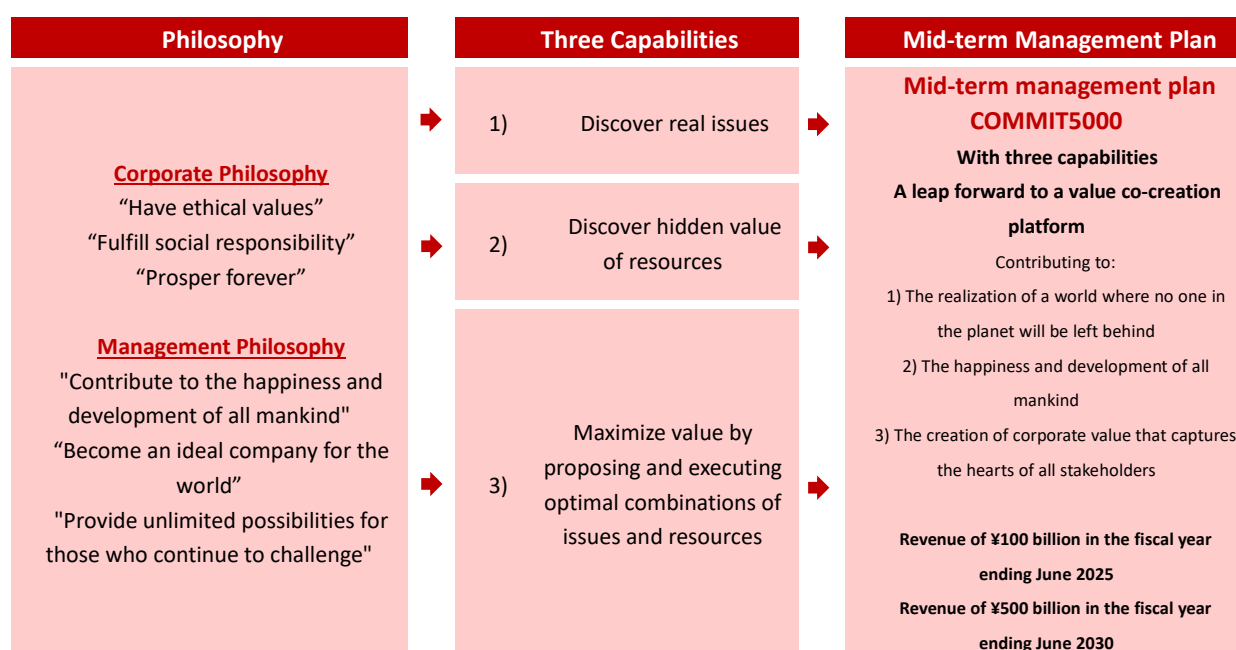 Philosophy
Corporate Philosophy
“Have ethical values”
“Fulfill social responsibility”
“Prosper forever”
Management Philosophy
"Contribute to the happiness and
development of all mankind"
“Become an ideal company for the
world”
"Provide unlimited possibilities for
those who continue to challenge"
Three Capabilities
1) Discover real issues
2) Discover hidden value
of resources
3) Maximize value by
proposing and executing
optimal combinations of
issues and resources
Mid-term Management Plan
Mid-term management plan
COMMIT5000
With three capabilities
A leap forward to a value co-creation
platform
Contributing to:
1) The realization of a world where no one in
the planet will be left behind
2) The happiness and development of all
mankind
3) The creation of corporate value that captures
the hearts of all stakeholders
Revenue of ¥100 billion in the fiscal year
ending June 2025
Revenue of ¥500 billion in the fiscal year
ending June 2030